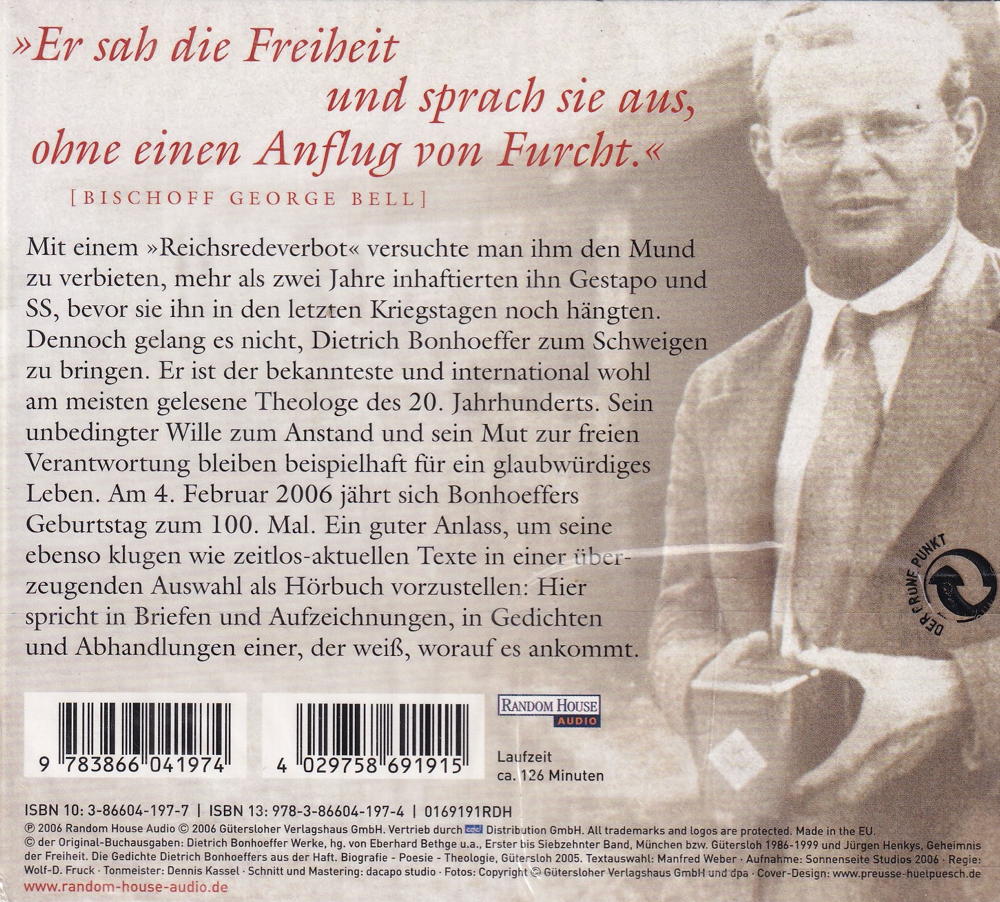 »Er sah die Freiheit
und sprach sie aus,
ohne einen Anflug von Furcht.«
[BISCHOFF GEORGE BELL]
Mit einem »Reichsredeverbot« versuchte man ihm den Mund
zu verbieten, mehr als zwei Jahre inhaftierten ihn Gestapo und
SS, bevor sie ihn in den letzten Kriegstagen noch hängten.
Dennoch gelang es nicht, Dietrich Bonhoeffer zum Schweigen
zu bringen. Er ist der bekannteste und international wohl
am meisten gelesene Theologe des 20. Jahrhunderts. Sein
unbedingter Wille zum Anstand und sein Mut zur freien
Verantwortung bleiben beispielhaft für ein glaubwürdiges
Leben. Am 4. Februar 2006 jährt sich Bonhoeffers
Geburtstag zum 100. Mal. Ein guter Anlass, um seine
ebenso klugen wie zeitlos-aktuellen Texte in einer über-
zeugenden Auswahl als Hörbuch vorzustellen: Hier
spricht in Briefen und Aufzeichnungen, in Gedichten
und Abhandlungen einer, der weiß, worauf es ankommt.
DER GRÜNE PUNKT
9 783866 041974
4 029758 691915
RANDOM HOUSE
AUDIO
Laufzeit
ca. 126 Minuten
ISBN 10: 3-86604-197-7 | ISBN 13: 978-3-86604-197-4 | 0169191RDH
℗ 2006 Random House Audio © 2006 Gütersloher Verlagshaus GmbH. Vertrieb durch Distribution GmbH. All trademarks and logos are protected. Made in the EU.
© der Original-Buchausgaben: Dietrich Bonhoeffer Werke, hg. von Eberhard Bethge u.a., Erster bis Siebzehnter Band, München bzw. Gütersloh 1986-1999 und Jürgen Henkys, Geheimnis
der Freiheit. Die Gedichte Dietrich Bonhoeffers aus der Haft. Biografie - Poesie - Theologie, Gütersloh 2005. Textauswahl: Manfred Weber · Aufnahme: Sonnenseite Studios 2006 · Regie:
Wolf-D. Fruck · Tonmeister: Dennis Kassel · Schnitt und Mastering: dacapo studio · Fotos: Copyright © Gütersloher Verlagshaus GmbH und dpa · Cover-Design: www.preusse-huelpuesch.de
www.random-house-audio.de